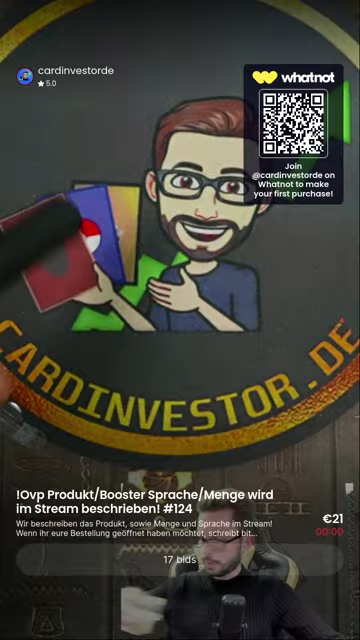 cardinvestorde
★ 5.0
whatnot
Join
@cardinvestorde on
Whatnot to make
your first purchase!
CARDINVESTOR.DE
!Ovp Produkt/Booster Sprache/Menge wird
im Stream beschrieben! #124
€21
Wir beschreiben das Produkt, sowie Menge und Sprache im Stream!
00:00
Wenn ihr eure Bestellung geöffnet haben möchtet, schreibt bit...
17 bids